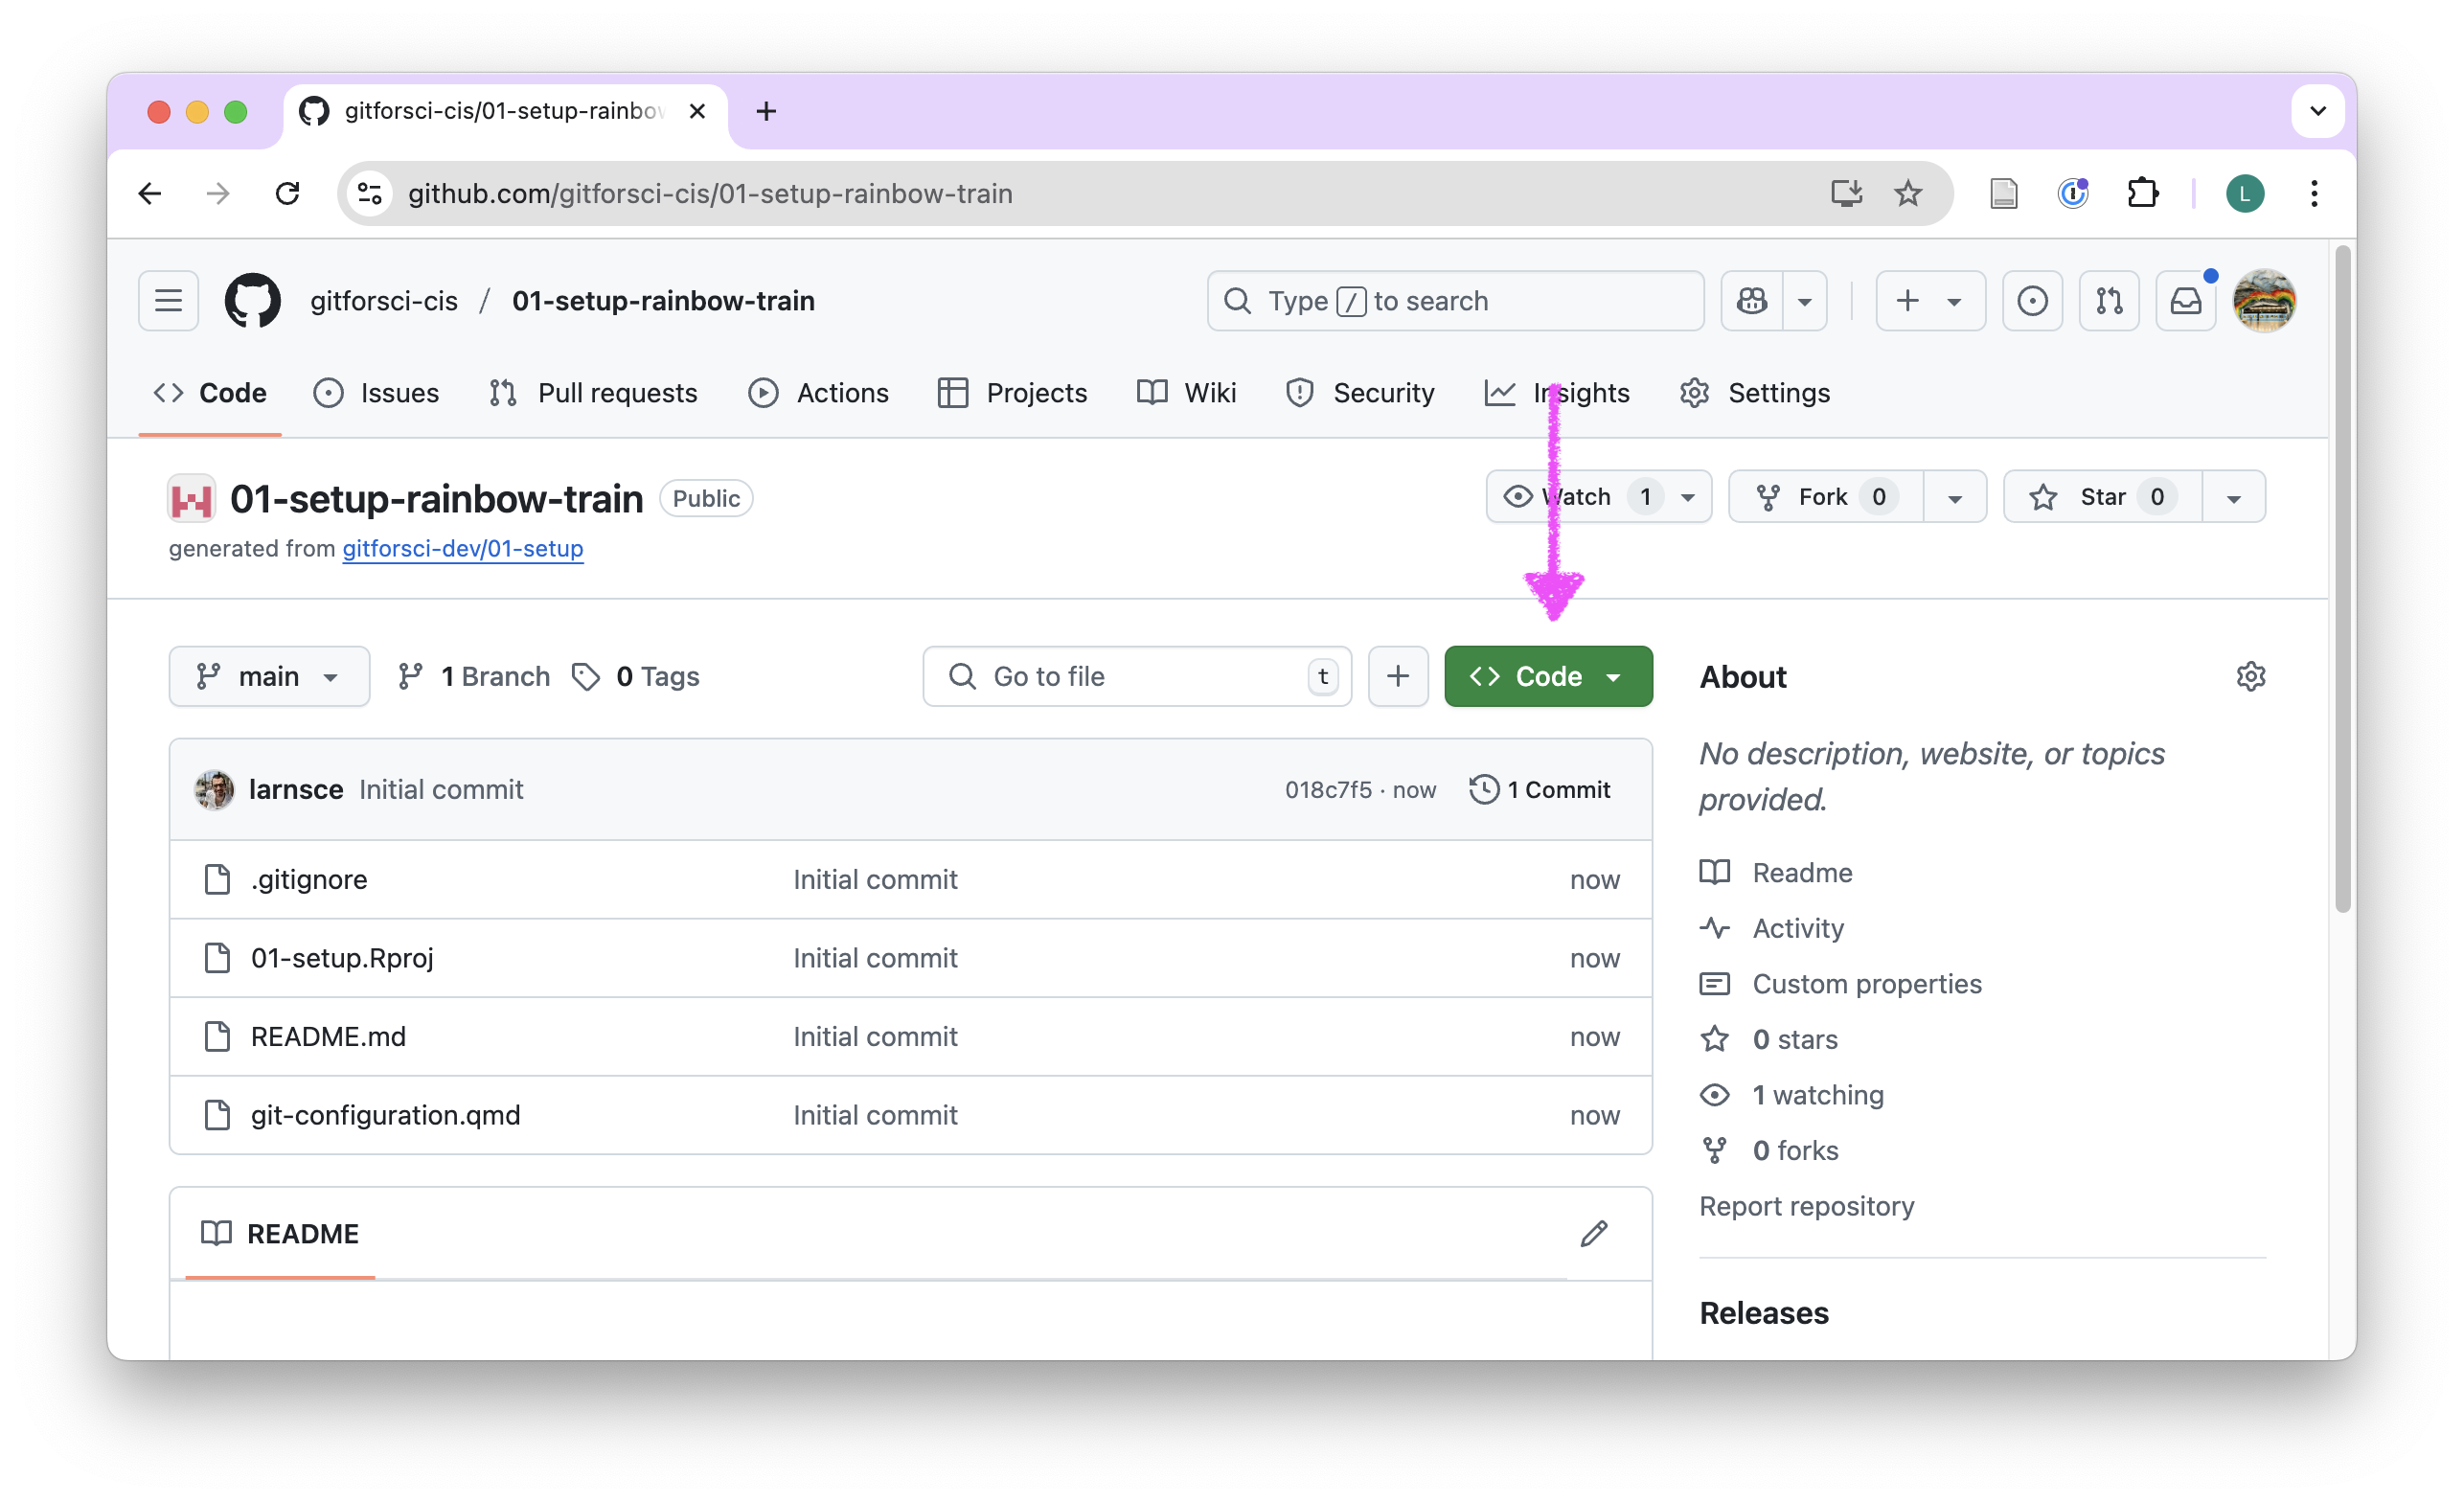 gitforsci-cis/01-setup-rainbow
github.com/gitforsci-cis/01-setup-rainbow-train
L
gitforsci-cis / 01-setup-rainbow-train
Type / to search
Code Issues Pull requests Actions Projects Wiki Security Insights Settings
01-setup-rainbow-train Public
Watch 1 Fork 0 Star 0
generated from gitforsci-dev/01-setup
main 1 Branch 0 Tags Go to file t Code
larnsce Initial commit 018c7f5 · now 1 Commit
.gitignore Initial commit now
01-setup.Rproj Initial commit now
README.md Initial commit now
git-configuration.qmd Initial commit now
README
About
No description, website, or topics
provided.
Readme
Activity
Custom properties
0 stars
1 watching
0 forks
Report repository
Releases